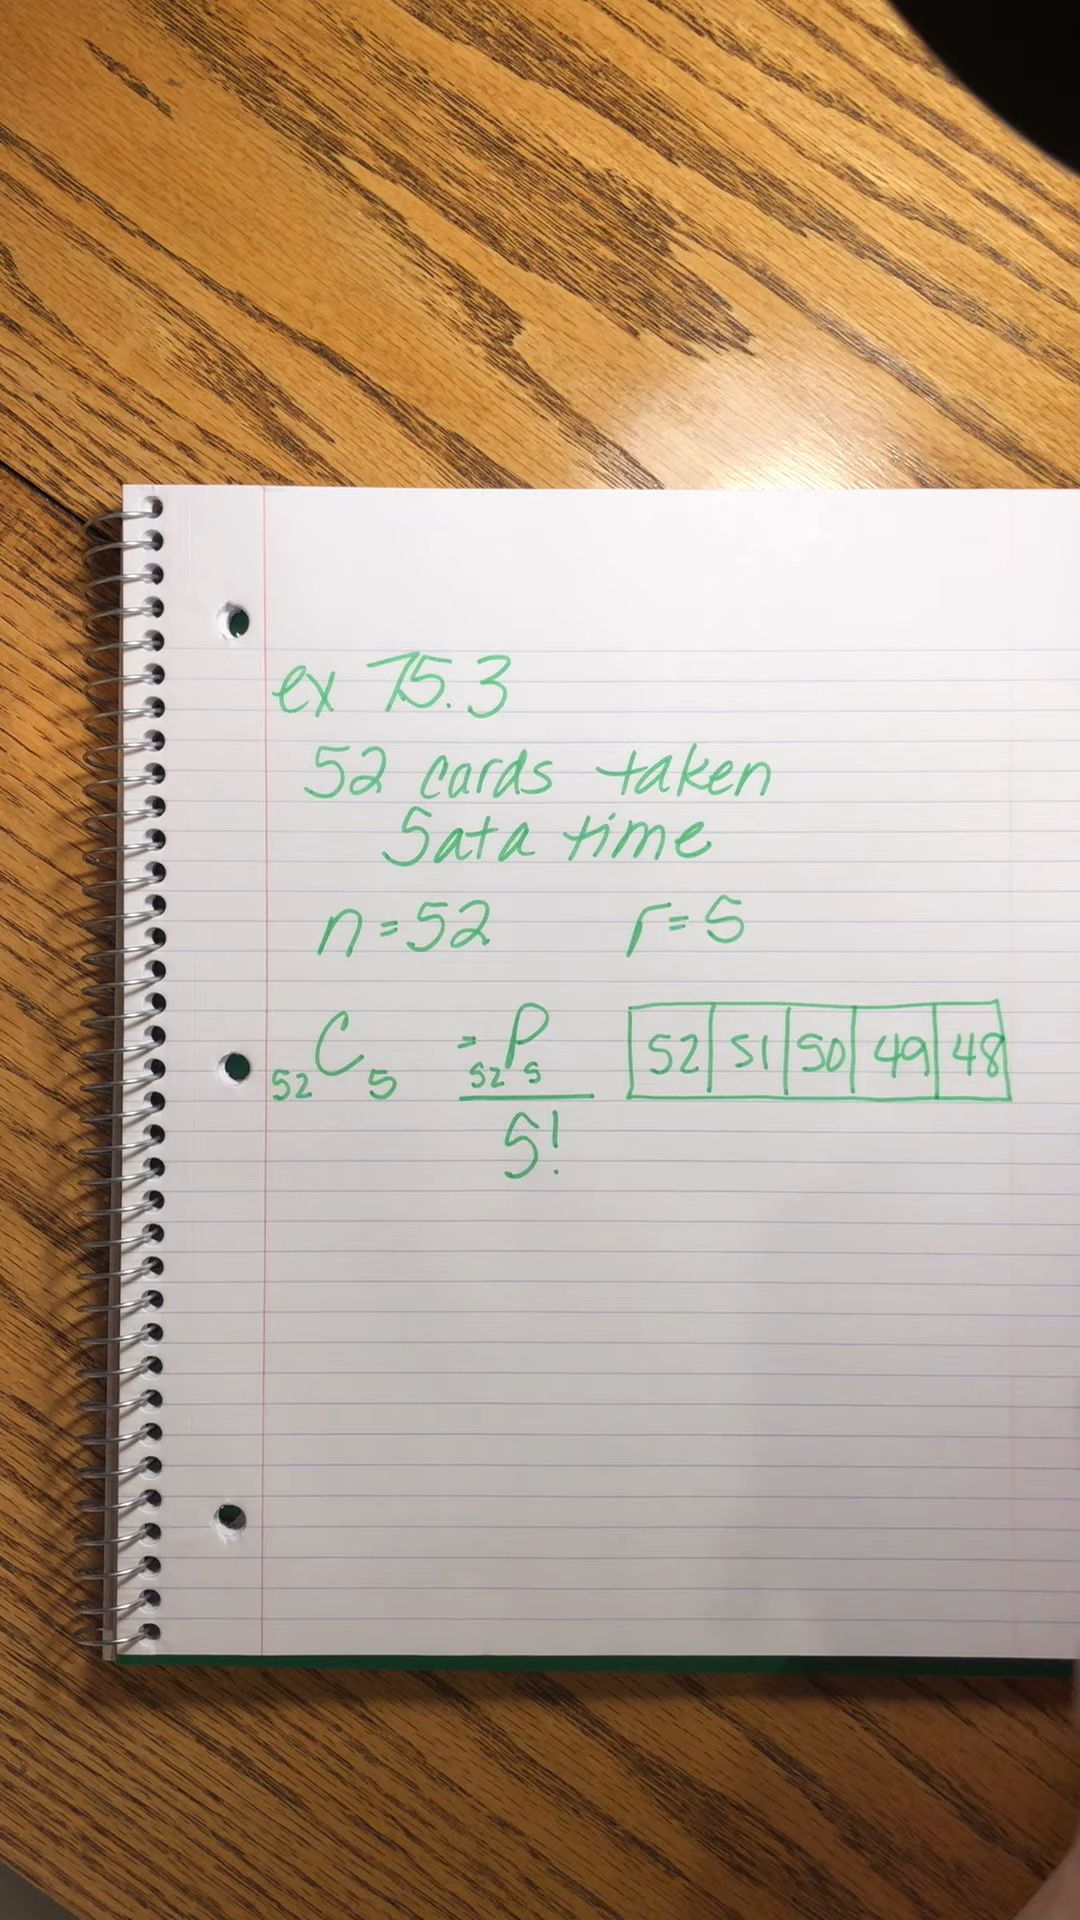 ex 75.3
52 cards taken
5 at a time
n = 52 r = 5
52C5 = 52P5 52 51 50 49 48
5!